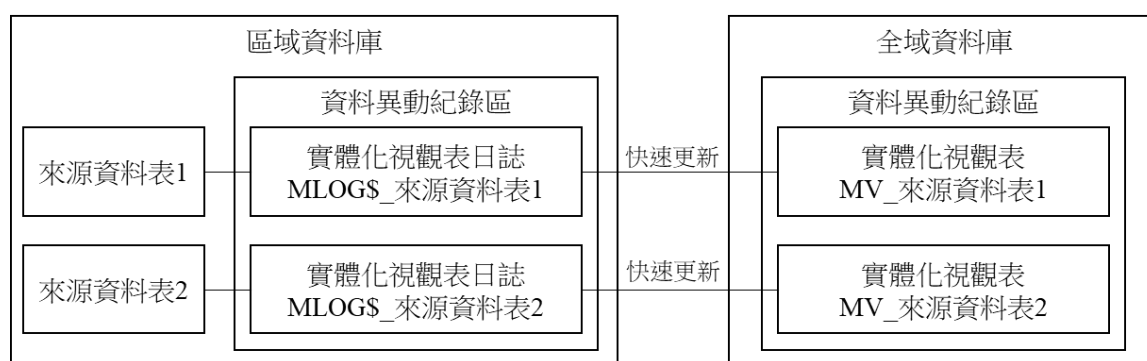 區域資料庫
全域資料庫
資料異動紀錄區
資料異動紀錄區
來源資料表1
實體化視觀表日誌
MLOG$_來源資料表1
快速更新
實體化視觀表
MV_來源資料表1
來源資料表2
實體化視觀表日誌
MLOG$_來源資料表2
快速更新
實體化視觀表
MV_來源資料表2